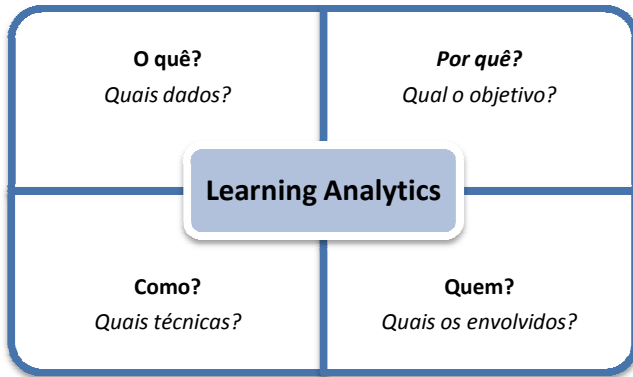 O quê?
Quais dados?
Por quê?
Qual o objetivo?
Learning Analytics
Como?
Quais técnicas?
Quem?
Quais os envolvidos?